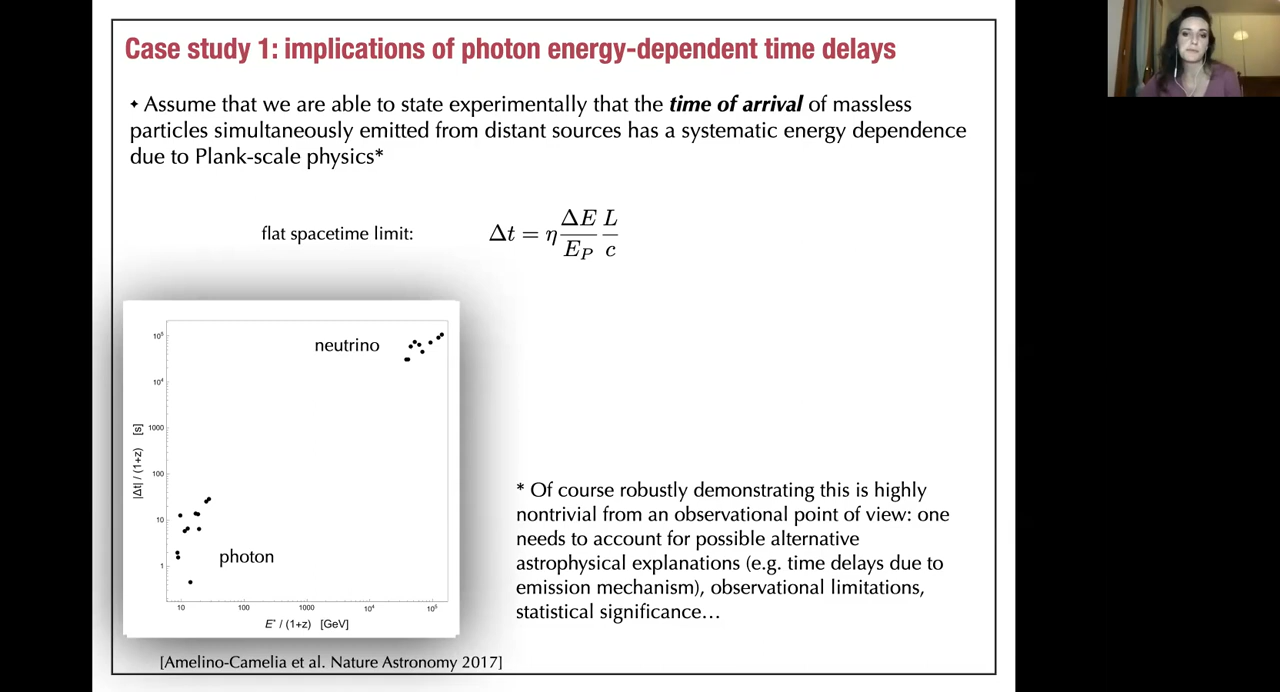 Case study 1: implications of photon energy-dependent time delays
✦ Assume that we are able to state experimentally that the time of arrival of massless
particles simultaneously emitted from distant sources has a systematic energy dependence
due to Plank-scale physics*
flat spacetime limit: Δt = η ΔE/E_P L/c
neutrino
photon
|Δt| / (1+z) [s]
10⁵
10⁴
1000
100
10
1
10 100 1000 10⁴ 10⁵
E* / (1+z) [GeV]
* Of course robustly demonstrating this is highly
nontrivial from an observational point of view: one
needs to account for possible alternative
astrophysical explanations (e.g. time delays due to
emission mechanism), observational limitations,
statistical significance…
[Amelino-Camelia et al. Nature Astronomy 2017]